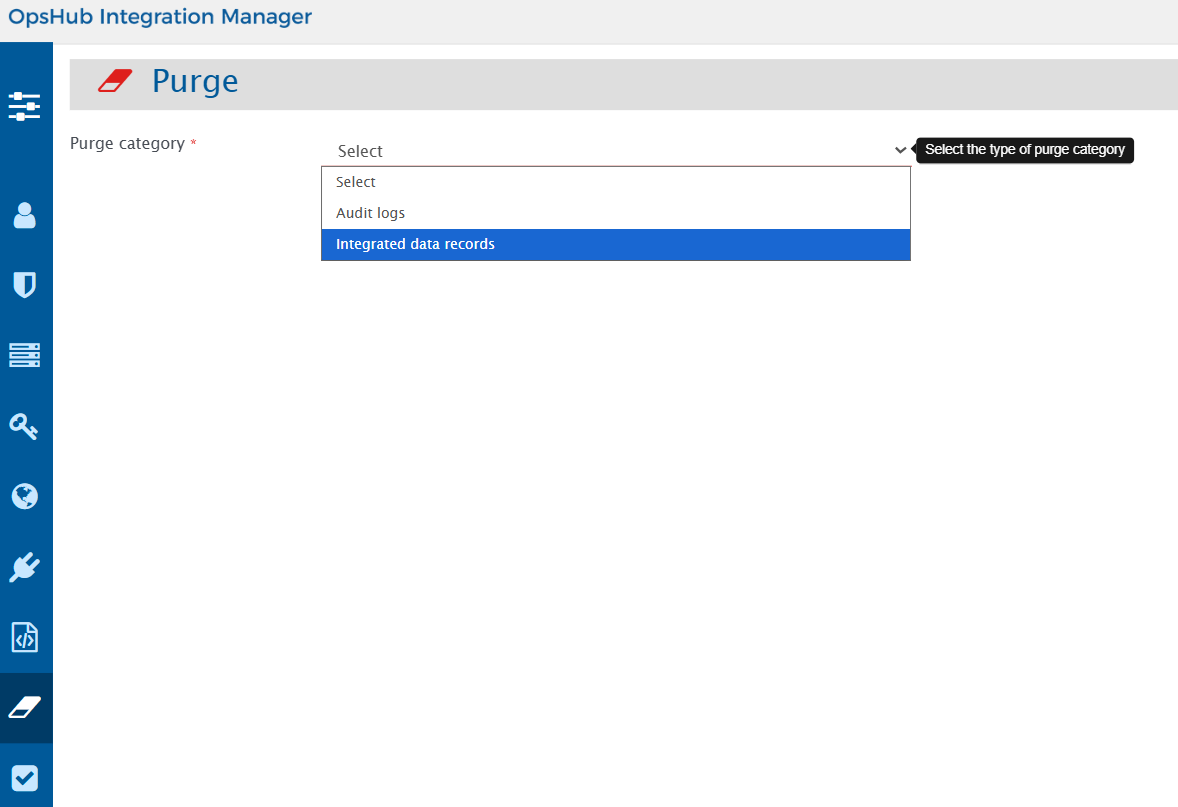 OpsHub Integration Manager
Purge
Purge category *
Select
Select the type of purge category
Select
Audit logs
Integrated data records